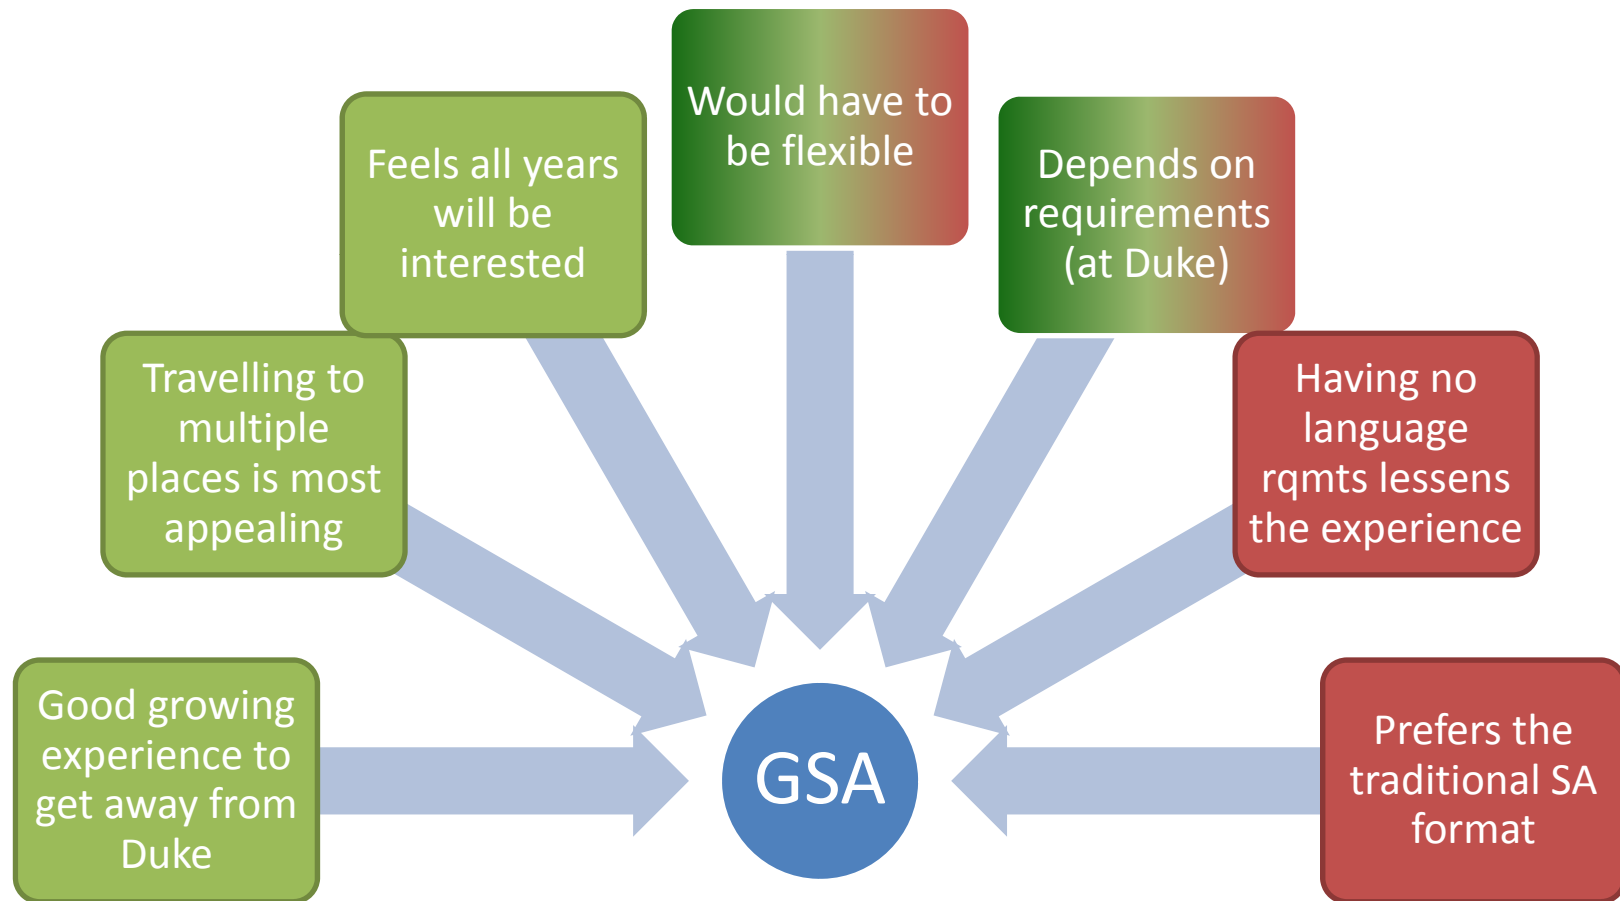 Would have to
be flexible
Feels all years
will be
interested
Depends on
requirements
(at Duke)
Travelling to
multiple
places is most
appealing
Having no
language
rqmts lessens
the experience
Good growing
experience to
get away from
Duke
GSA
Prefers the
traditional SA
format